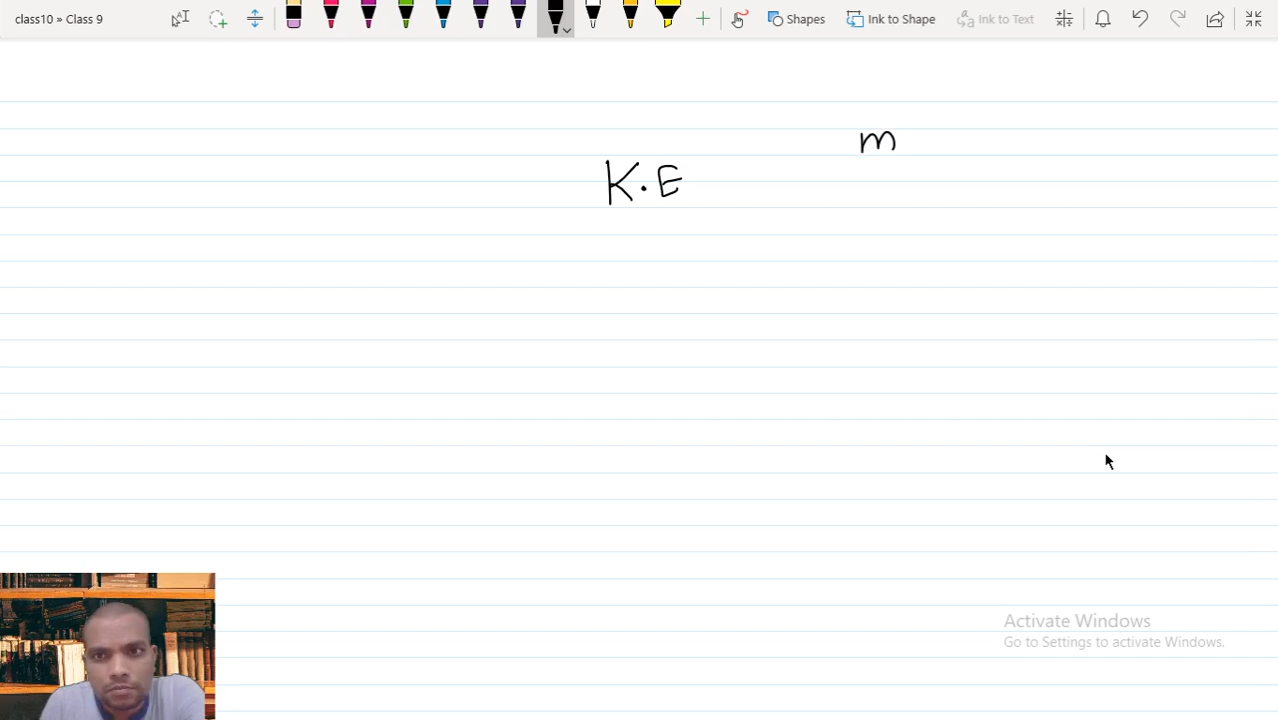 class10 » Class 9
Shapes
Ink to Shape
Ink to Text
m
K.E
Activate Windows
Go to Settings to activate Windows.